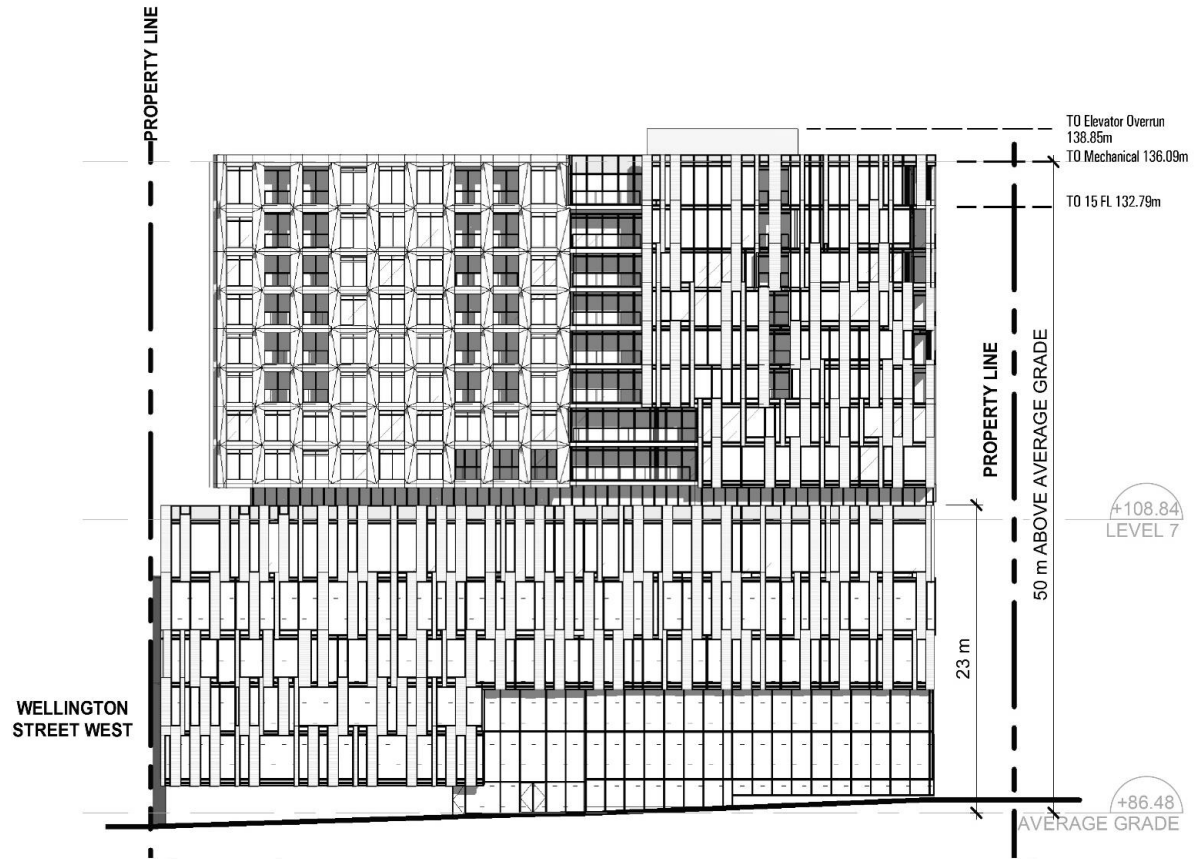 PROPERTY LINE
TO Elevator Overrun
138.85m
TO Mechanical 136.09m
TO 15 FL 132.79m
PROPERTY LINE
50 m ABOVE AVERAGE GRADE
+108.84
LEVEL 7
23 m
WELLINGTON
STREET WEST
+86.48
AVERAGE GRADE